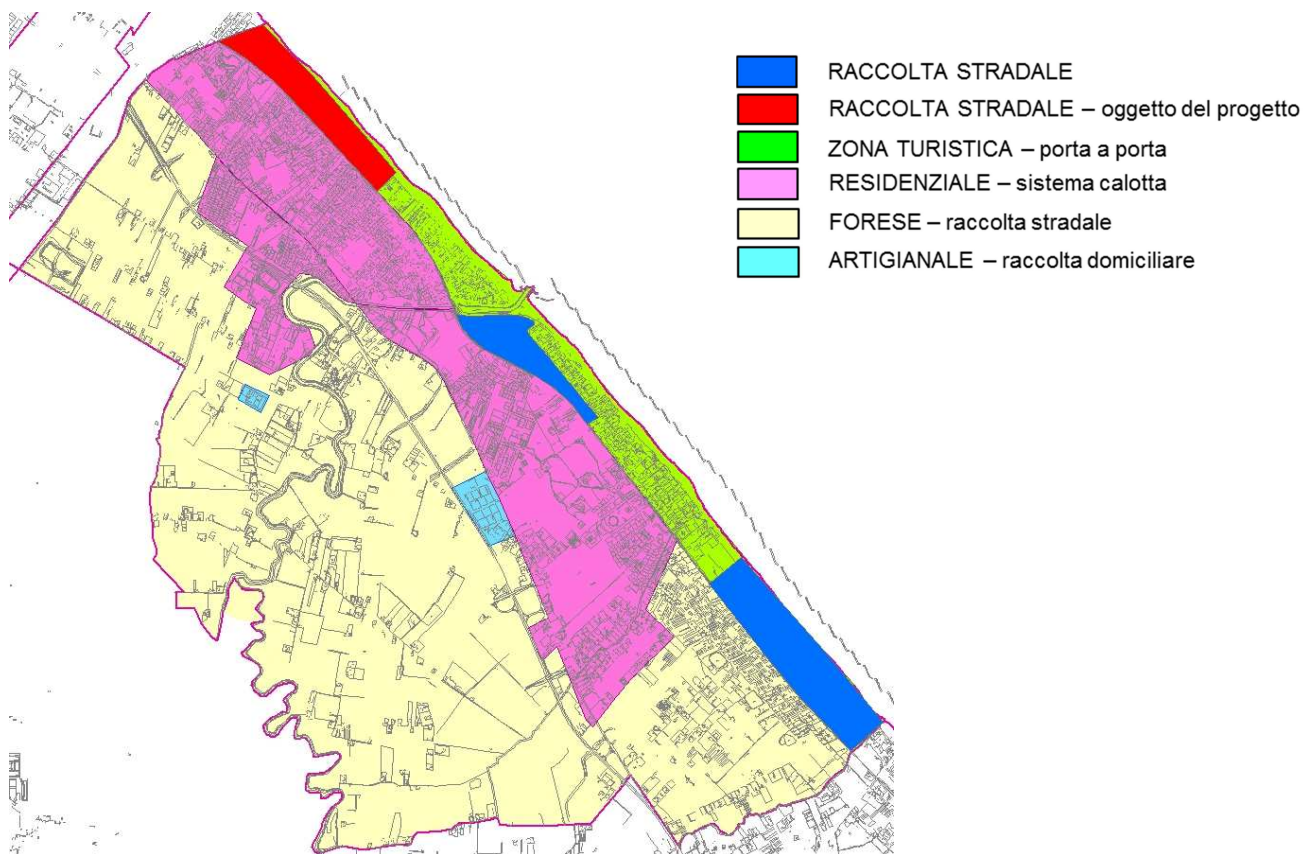 RACCOLTA STRADALE
RACCOLTA STRADALE – oggetto del progetto
ZONA TURISTICA – porta a porta
RESIDENZIALE – sistema calotta
FORESE – raccolta stradale
ARTIGIANALE – raccolta domiciliare